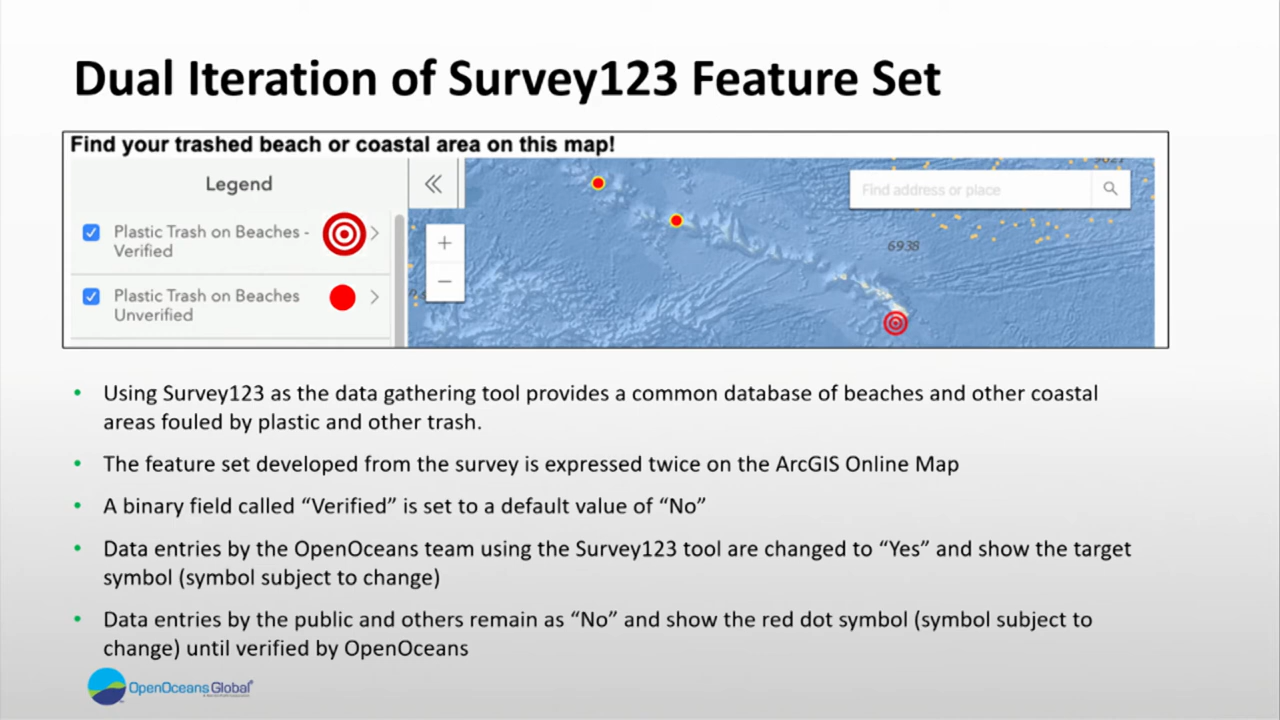 Dual Iteration of Survey123 Feature Set
Find your trashed beach or coastal area on this map!
Legend
Plastic Trash on Beaches -
Verified
Plastic Trash on Beaches
Unverified
Find address or place
6938
• Using Survey123 as the data gathering tool provides a common database of beaches and other coastal
areas fouled by plastic and other trash.
• The feature set developed from the survey is expressed twice on the ArcGIS Online Map
• A binary field called “Verified” is set to a default value of “No”
• Data entries by the OpenOceans team using the Survey123 tool are changed to “Yes” and show the target
symbol (symbol subject to change)
• Data entries by the public and others remain as “No” and show the red dot symbol (symbol subject to
change) until verified by OpenOceans
OpenOceans Global